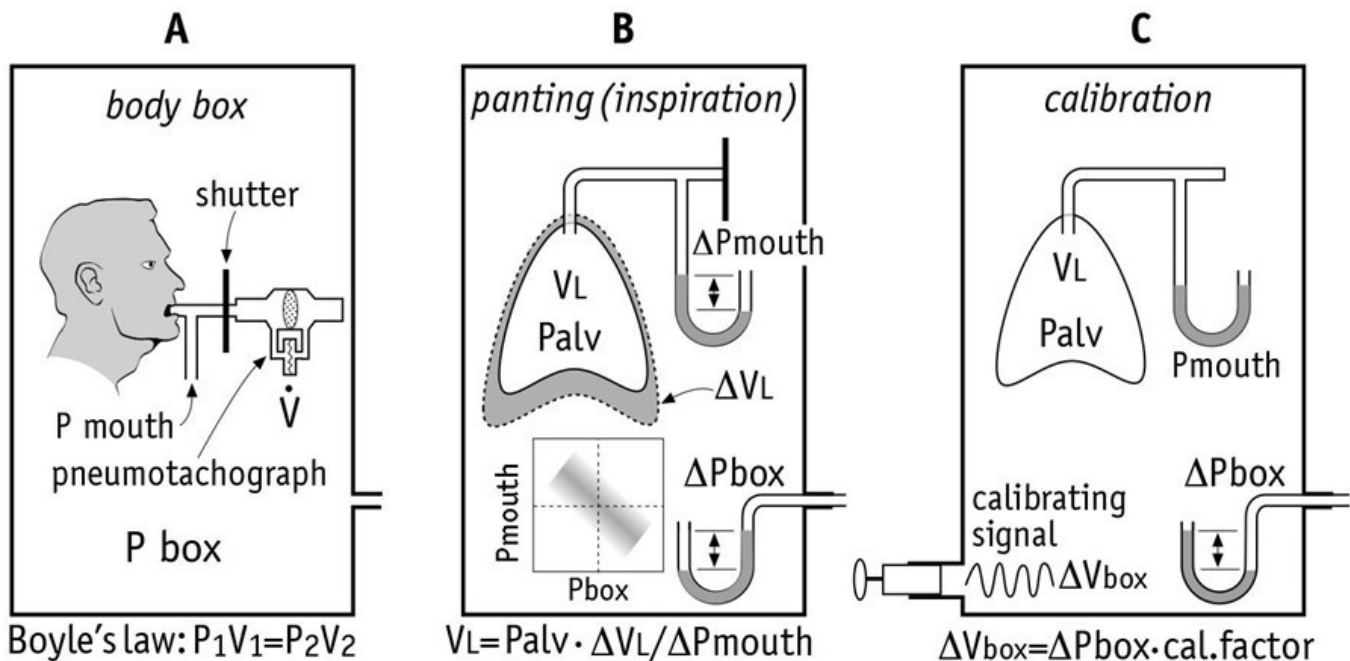 A
body box
shutter
P mouth
pneumotachograph
V̇
P box
Boyle's law: P₁V₁=P₂V₂
B
panting (inspiration)
ΔPmouth
VL
Palv
ΔVL
Pmouth
Pbox
ΔPbox
VL=Palv·ΔVL/ΔPmouth
C
calibration
VL
Palv
Pmouth
ΔPbox
calibrating
signal
ΔVbox
ΔVbox=ΔPbox·cal.factor